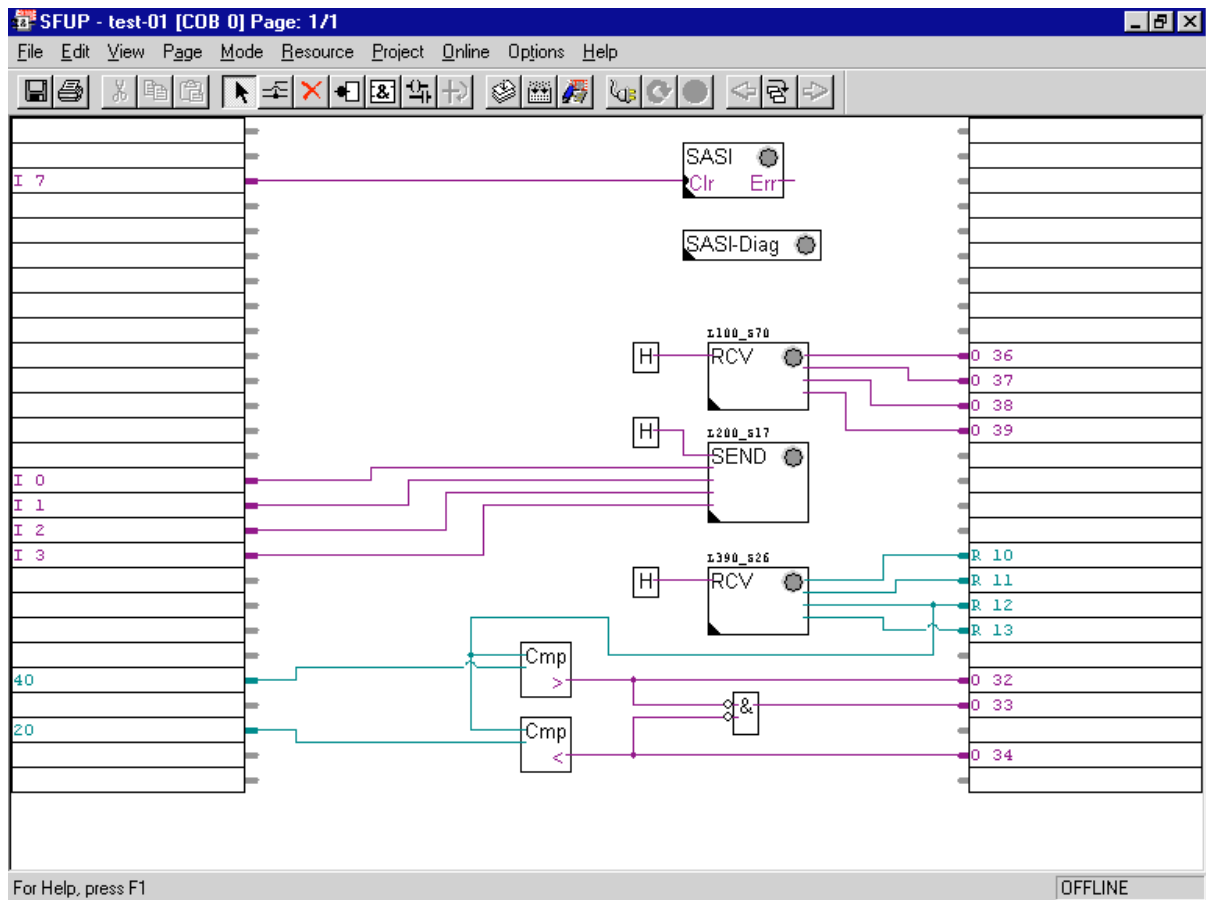 SFUP - test-01 [COB 0] Page: 1/1
File Edit View Page Mode Resource Project Online Options Help
SASI
I 7
Clr Err
SASI-Diag
L100_s70
H RCV O 36
O 37
O 38
O 39
H L200_s17
SEND
I 0
I 1
I 2
I 3
L390_s26
R 10
H RCV R 11
R 12
R 13
Cmp
40 > O 32
& O 33
20 Cmp
< O 34
For Help, press F1 OFFLINE